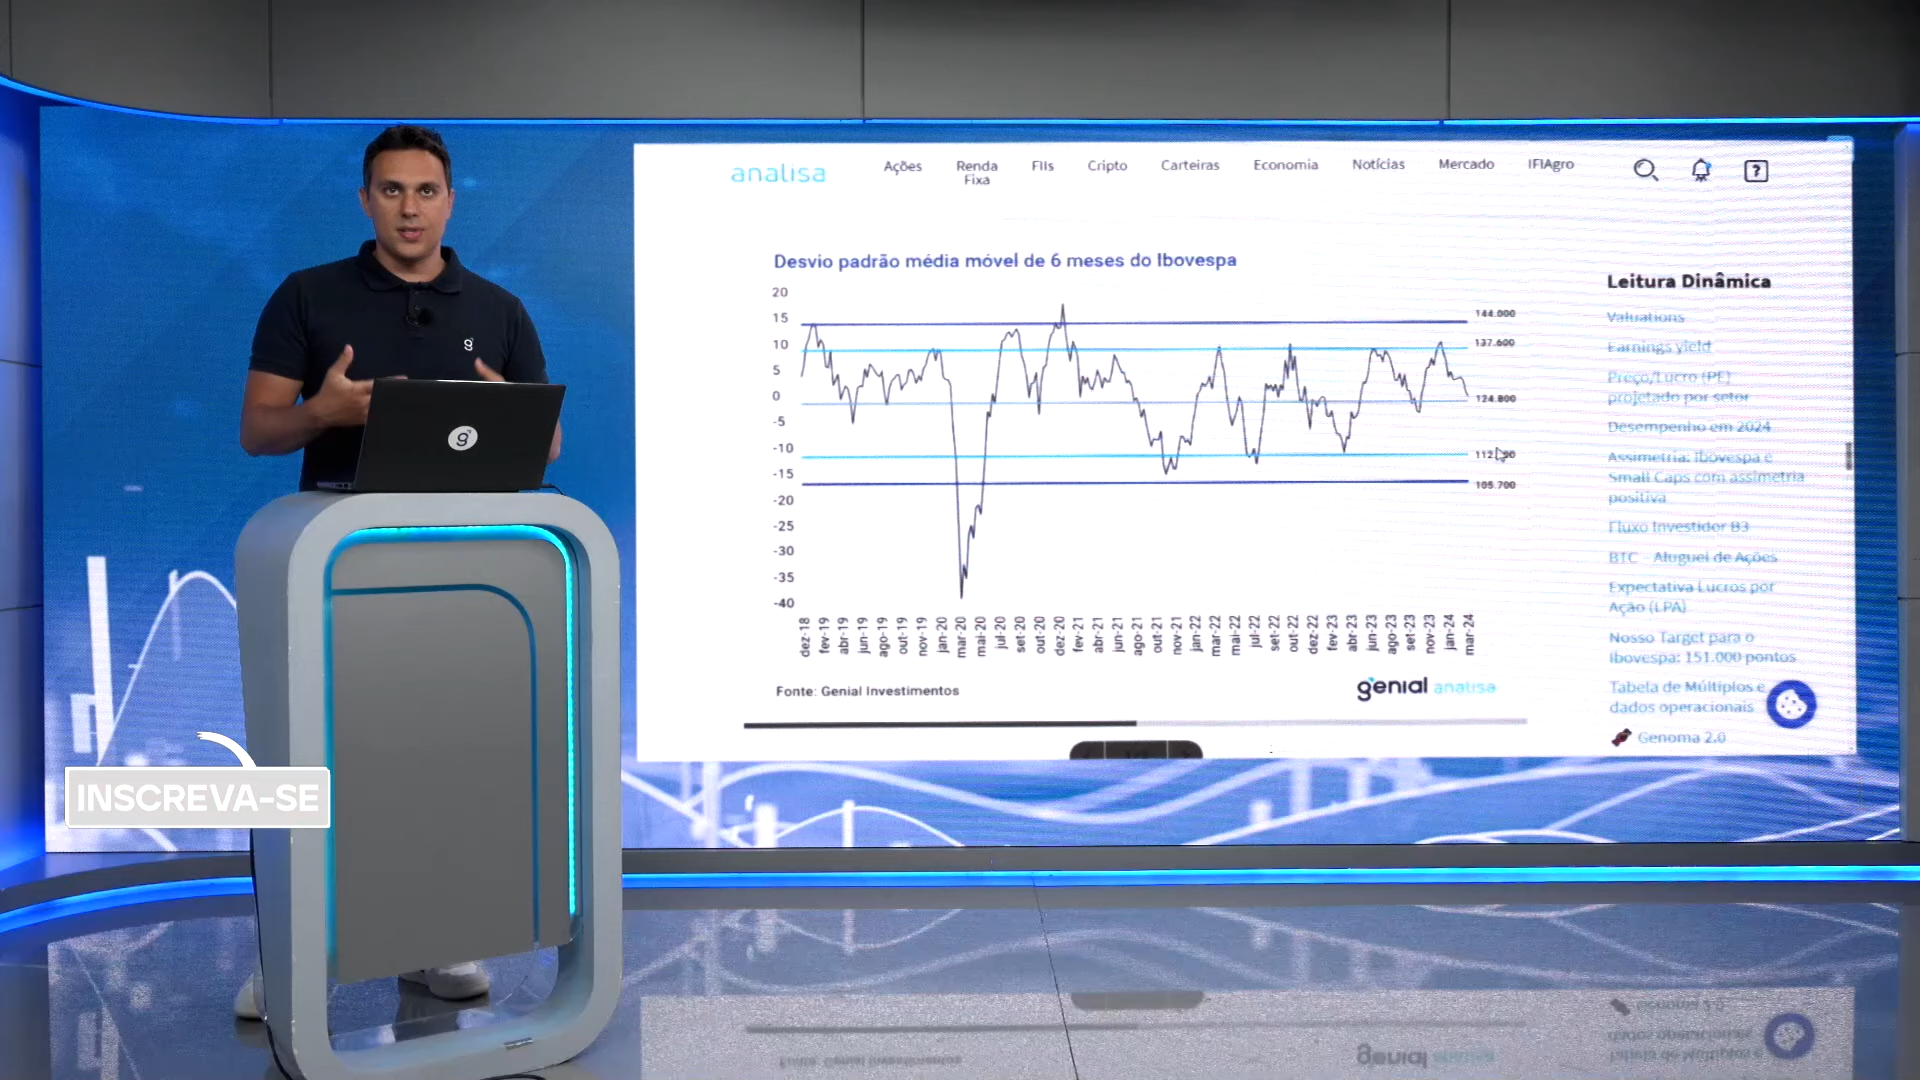 analisa
Ações
Renda
Fixa
FIIs
Cripto
Carteiras
Economia
Notícias
Mercado
IFIAgro
?
Desvio padrão média móvel de 6 meses do Ibovespa
20
15
10
5
0
-5
-10
-15
-20
-25
-30
-35
-40
144.000
137.600
124.800
105.700
dez-18
fev-19
abr-19
jun-19
ago-19
out-19
nov-19
jan-20
mar-20
mai-20
jul-20
set-20
out-20
dez-20
fev-21
abr-21
jun-21
ago-21
out-21
nov-21
jan-22
mar-22
mai-22
jul-22
set-22
out-22
dez-22
fev-23
abr-23
jun-23
ago-23
set-23
nov-23
jan-24
mar-24
Fonte: Genial Investimentos
genial analisa
Leitura Dinâmica
Valuations
Earnings yield
Preço/Lucro (PE)
projetado por setor
Desempenho em 2024
Assimetria: Ibovespa e
Small Caps com assimetria
positiva
Fluxo Investidor B3
BTC – Aluguel de Ações
Expectativa Lucros por
Ação (LPA)
Nosso Target para o
Ibovespa: 151.000 pontos
Tabela de Múltiplos e
dados operacionais
Genoma 2.0
g
g
INSCREVA-SE